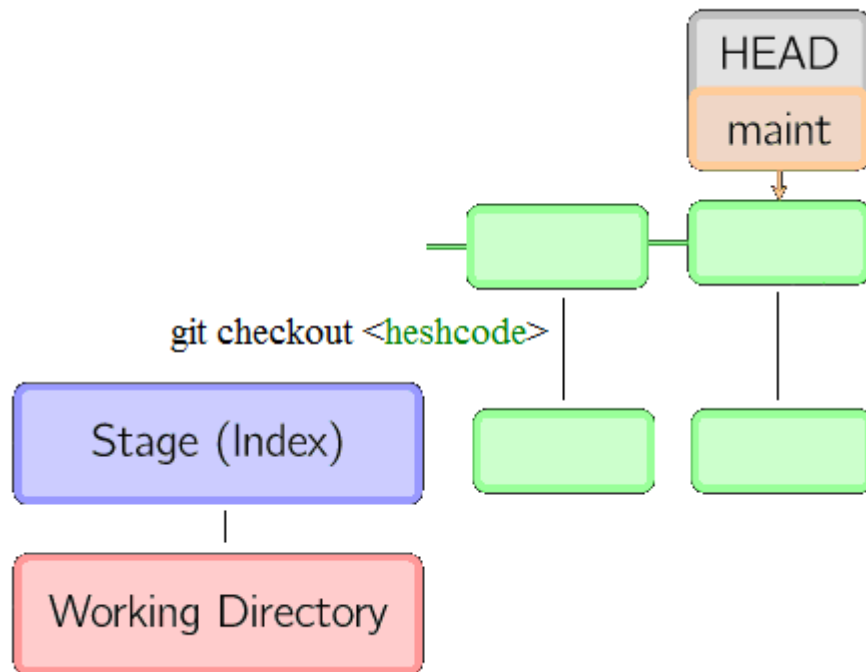 HEAD
maint
git checkout <heshcode>
Stage (Index)
Working Directory